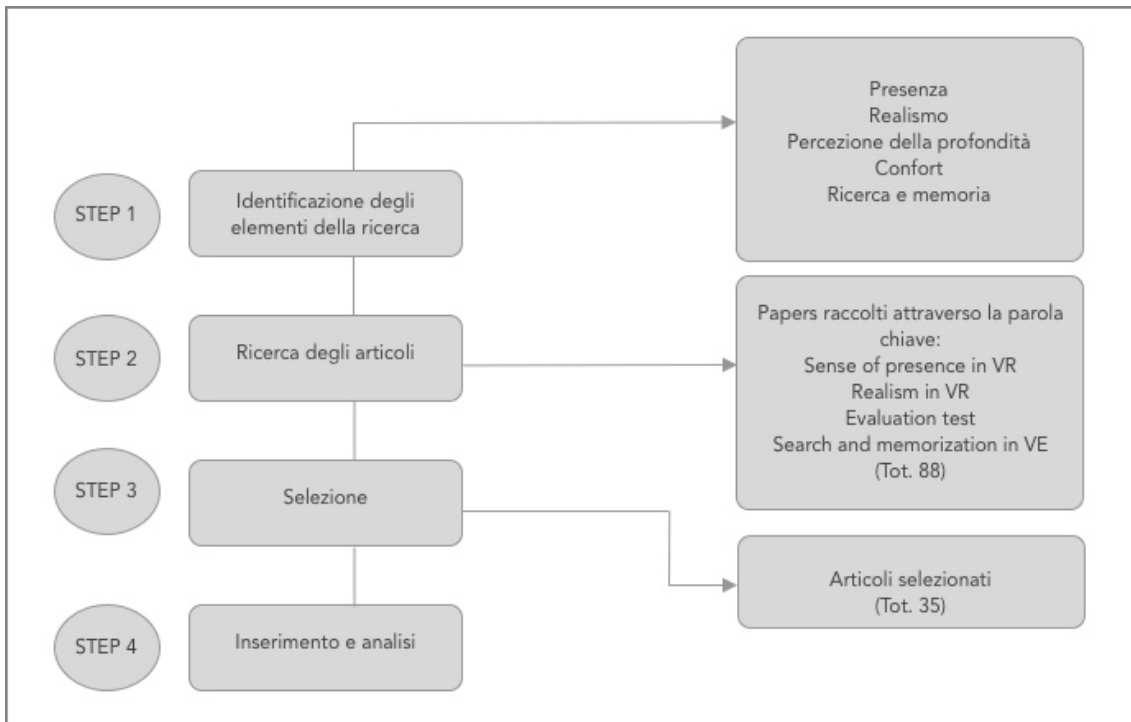 STEP 1
Identificazione degli
elementi della ricerca
Presenza
Realismo
Percezione della profondità
Confort
Ricerca e memoria
STEP 2
Ricerca degli articoli
Papers raccolti attraverso la parola
chiave:
Sense of presence in VR
Realism in VR
Evaluation test
Search and memorization in VE
(Tot. 88)
STEP 3
Selezione
Articoli selezionati
(Tot. 35)
STEP 4
Inserimento e analisi